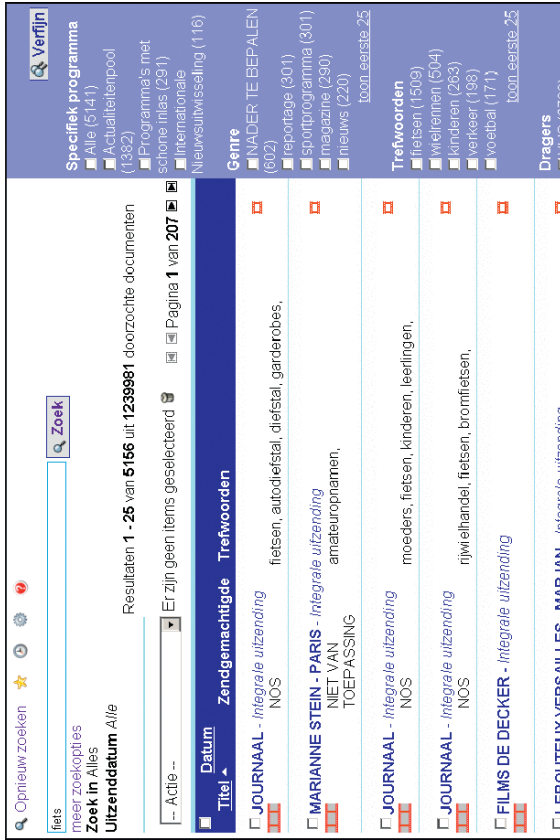 Opnieuw zoeken
fiets
Zoek
meer zoekopties
Zoek in Alles
Uitzenddatum Alle
Resultaten 1 - 25 van 5156 uit 1239981 doorzochte documenten
-- Actie --
Er zijn geen items geselecteerd
Pagina 1 van 207
Datum
Titel Zendgemachtigde Trefwoorden
JOURNAAL - Integrale uitzending
NOS fietsen, autodiefstal, diefstal, garderobes,
MARIANNE STEIN - PARIS - Integrale uitzending
NIET VAN amateuropnamen,
TOEPASSING
JOURNAAL - Integrale uitzending
NOS moeders, fietsen, kinderen, leerlingen,
JOURNAAL - Integrale uitzending
NOS rijwielhandel, fietsen, bromfietsen,
FILMS DE DECKER - Integrale uitzending
Integrale uitzending
Verfijn
Specifiek programma
Alle (5141)
Actualiteitenpool
(1382)
Programma's met
schone inlas (291)
Internationale
Nieuwsuitwisseling (116)
Genre
NADER TE BEPALEN
(602)
reportage (301)
sportprogramma (301)
magazine (290)
nieuws (220)
toon eerste 25
Trefwoorden
fietsen (1509)
wielrennen (504)
kinderen (263)
verkeer (198)
voetbal (171)
toon eerste 25
Dragers